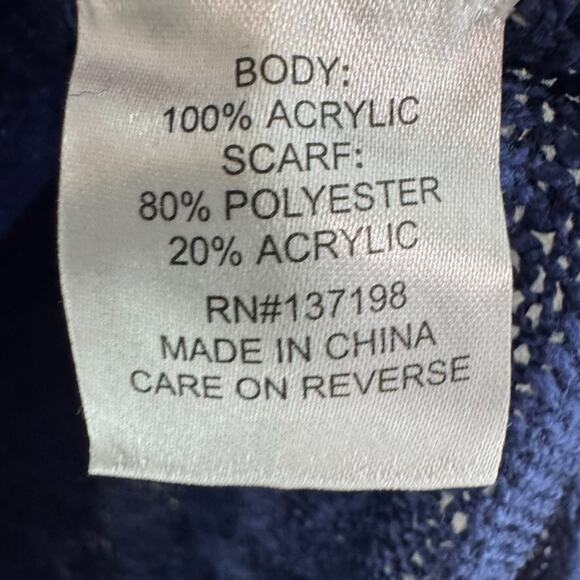 BODY:
100% ACRYLIC
SCARF:
80% POLYESTER
20% ACRYLIC
RN#137198
MADE IN CHINA
CARE ON REVERSE